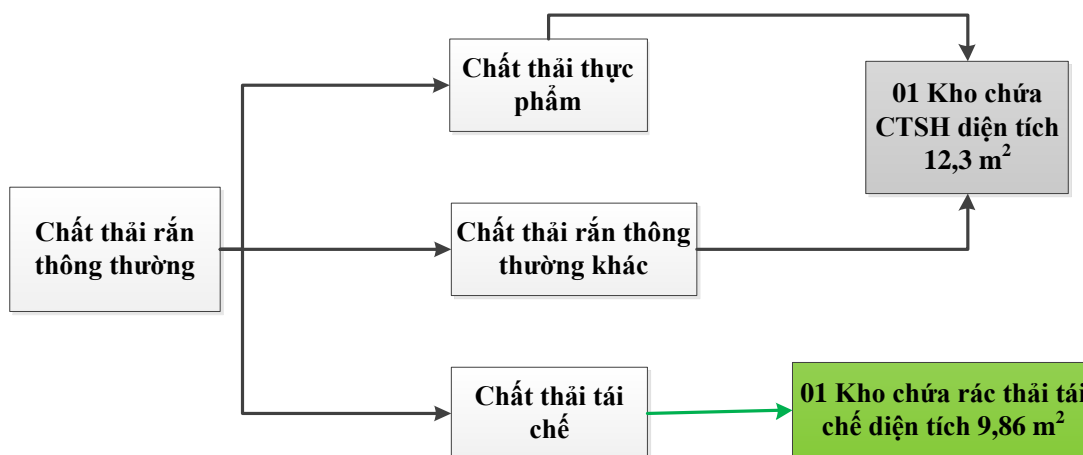 Chất thải thực
phẩm
01 Kho chứa
CTSH diện tích
12,3 m²
Chất thải rắn
thông thường
Chất thải rắn thông
thường khác
Chất thải tái
chế
01 Kho chứa rác thải tái
chế diện tích 9,86 m²